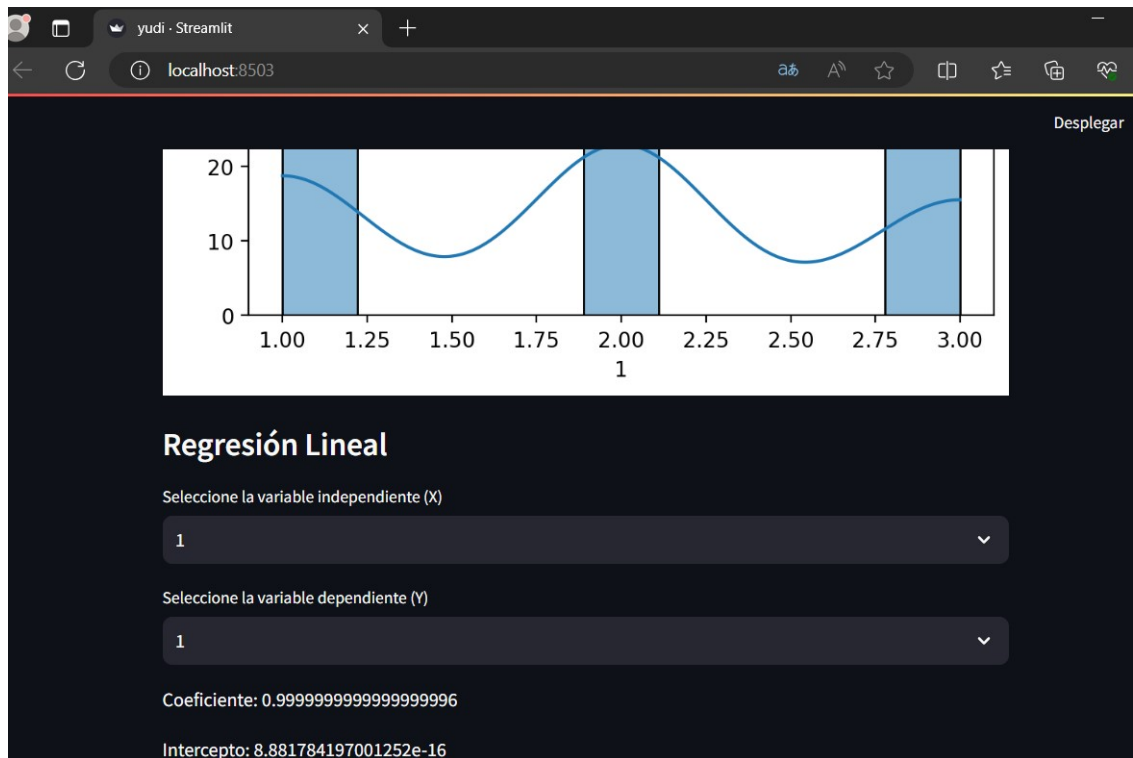 yudi · Streamlit
localhost:8503
aあ
Desplegar
20
10
0
1.00 1.25 1.50 1.75 2.00 2.25 2.50 2.75 3.00
1
Regresión Lineal
Seleccione la variable independiente (X)
1
Seleccione la variable dependiente (Y)
1
Coeficiente: 0.9999999999999999996
Intercepto: 8.881784197001252e-16